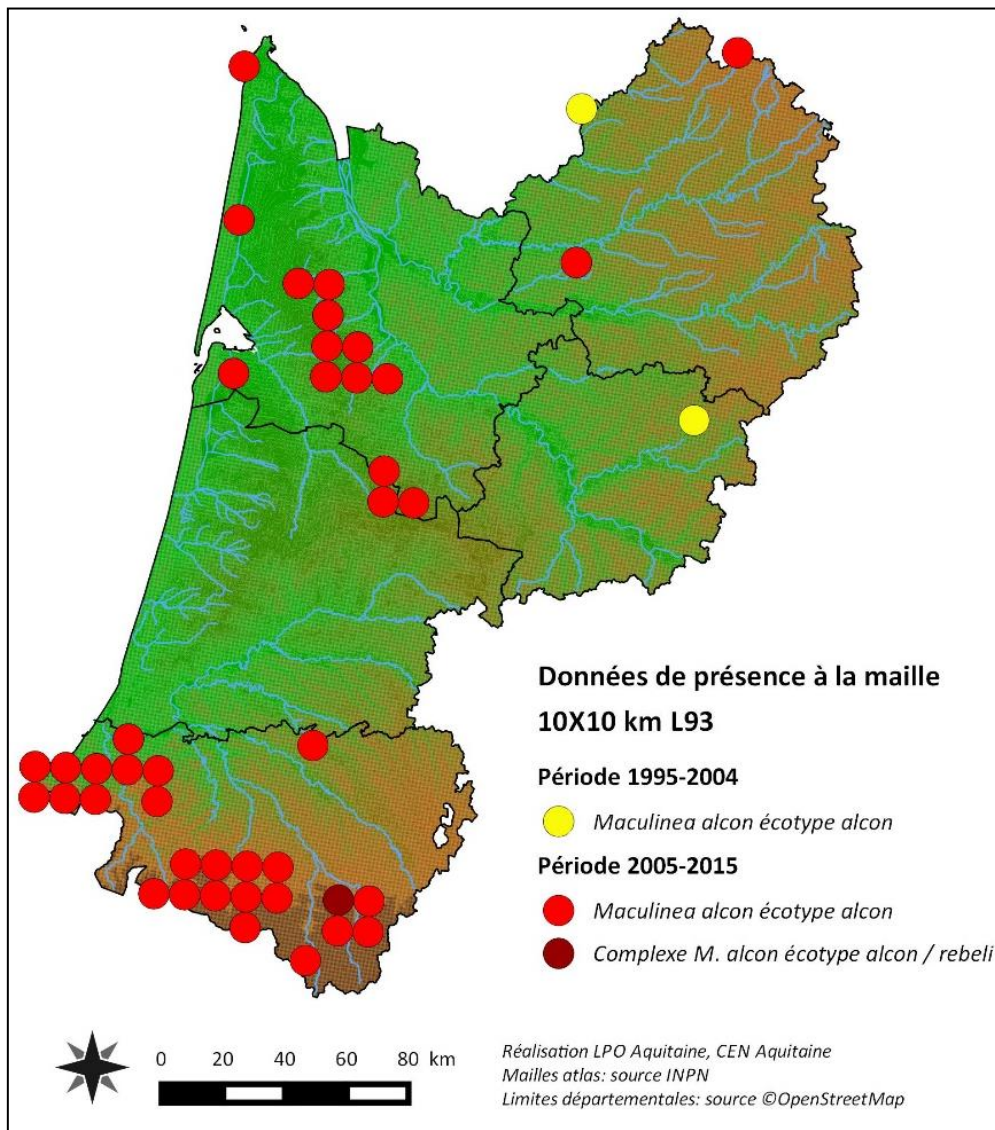 Données de présence à la maille
10X10 km L93
Période 1995-2004
Maculinea alcon écotype alcon
Période 2005-2015
Maculinea alcon écotype alcon
Complexe M. alcon écotype alcon / rebeli
0 20 40 60 80 km
Réalisation LPO Aquitaine, CEN Aquitaine
Mailles atlas: source INPN
Limites départementales: source ©OpenStreetMap